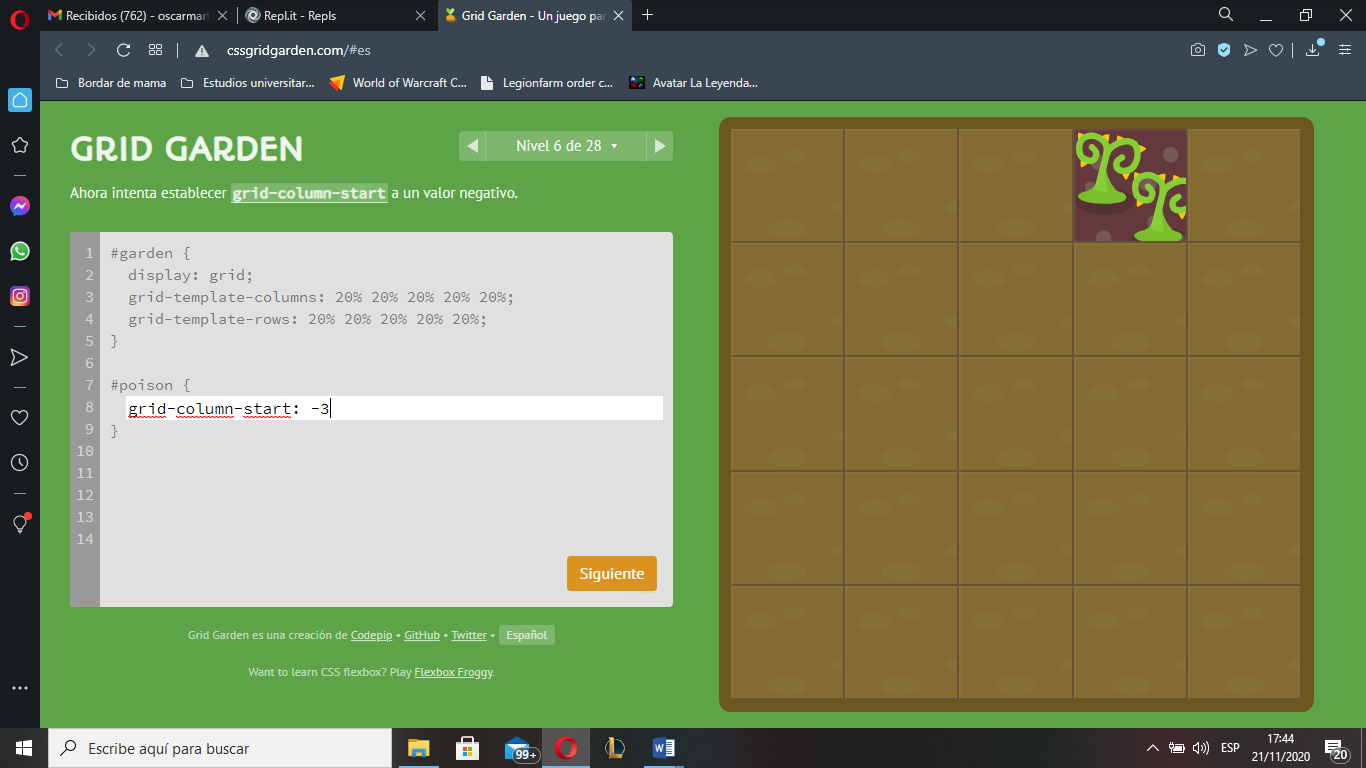 Recibidos (762) - oscarmart
Repl.it - Repls
Grid Garden - Un juego par
cssgridgarden.com/#es
Bordar de mama
Estudios universitar...
World of Warcraft C...
Legionfarm order c...
Avatar La Leyenda...
GRID GARDEN
Nivel 6 de 28
Ahora intenta establecer grid-column-start a un valor negativo.
1 #garden {
2 display: grid;
3 grid-template-columns: 20% 20% 20% 20% 20%;
4 grid-template-rows: 20% 20% 20% 20% 20%;
5 }
6
7 #poison {
8 grid-column-start: -3
9 }
10
11
12
13
14
Siguiente
Grid Garden es una creación de Codepip • GitHub • Twitter • Español
Want to learn CSS flexbox? Play Flexbox Froggy.
Escribe aquí para buscar
99+
ESP
17:44
21/11/2020
20